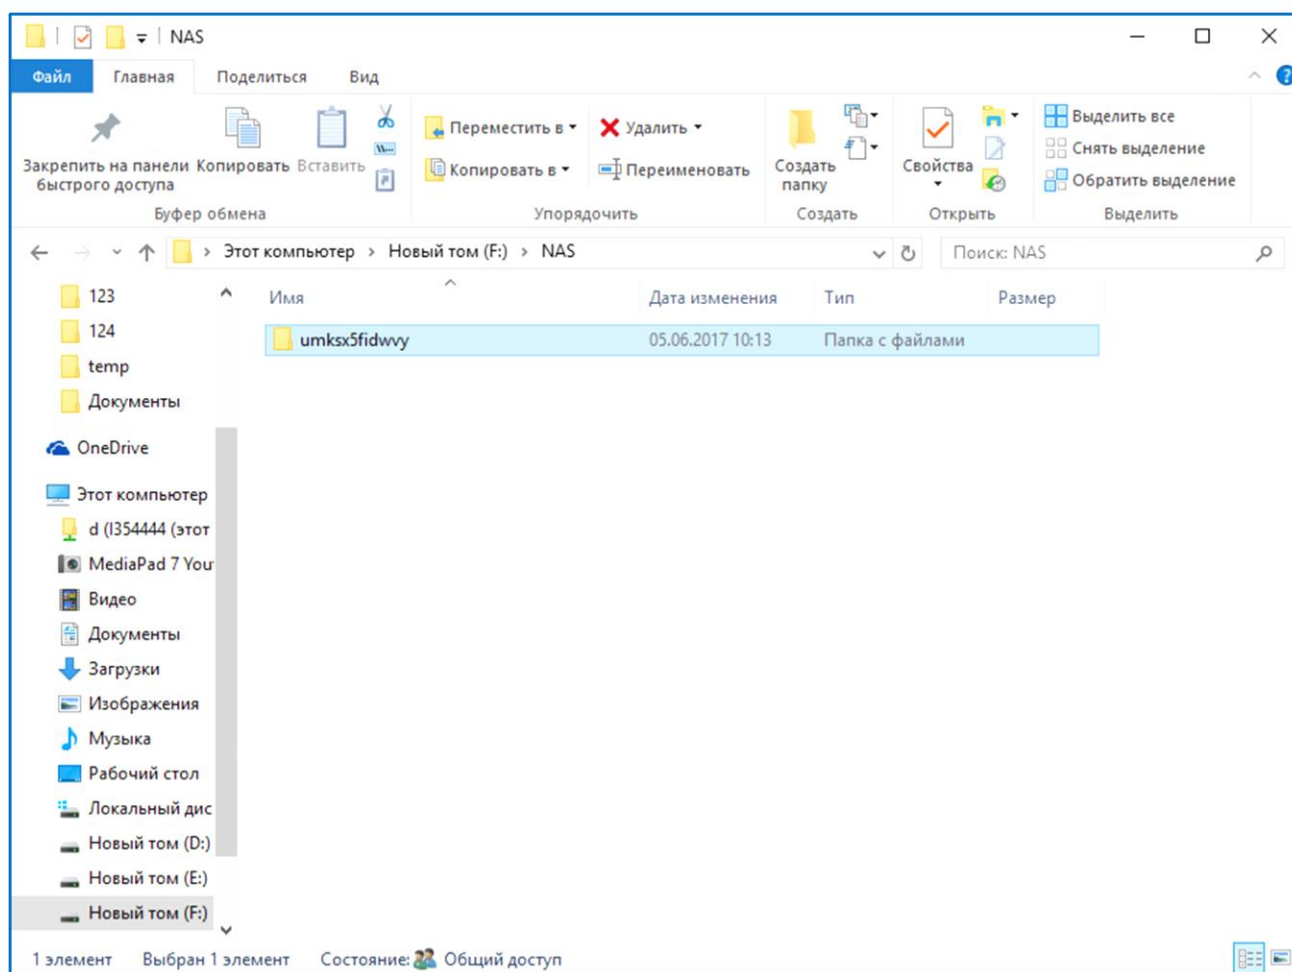 NAS
Файл Главная Поделиться Вид
Закрепить на панели быстрого доступа
Копировать
Вставить
Переместить в
Копировать в
Удалить
Переименовать
Создать папку
Свойства
Выделить все
Снять выделение
Обратить выделение
Буфер обмена Упорядочить Создать Открыть Выделить
Этот компьютер > Новый том (F:) > NAS
Поиск: NAS
Имя Дата изменения Тип Размер
umksx5fidwvy 05.06.2017 10:13 Папка с файлами
123
124
temp
Документы
OneDrive
Этот компьютер
d (I354444 (этот
MediaPad 7 You
Видео
Документы
Загрузки
Изображения
Музыка
Рабочий стол
Локальный дис
Новый том (D:)
Новый том (E:)
Новый том (F:)
1 элемент Выбран 1 элемент Состояние: Общий доступ